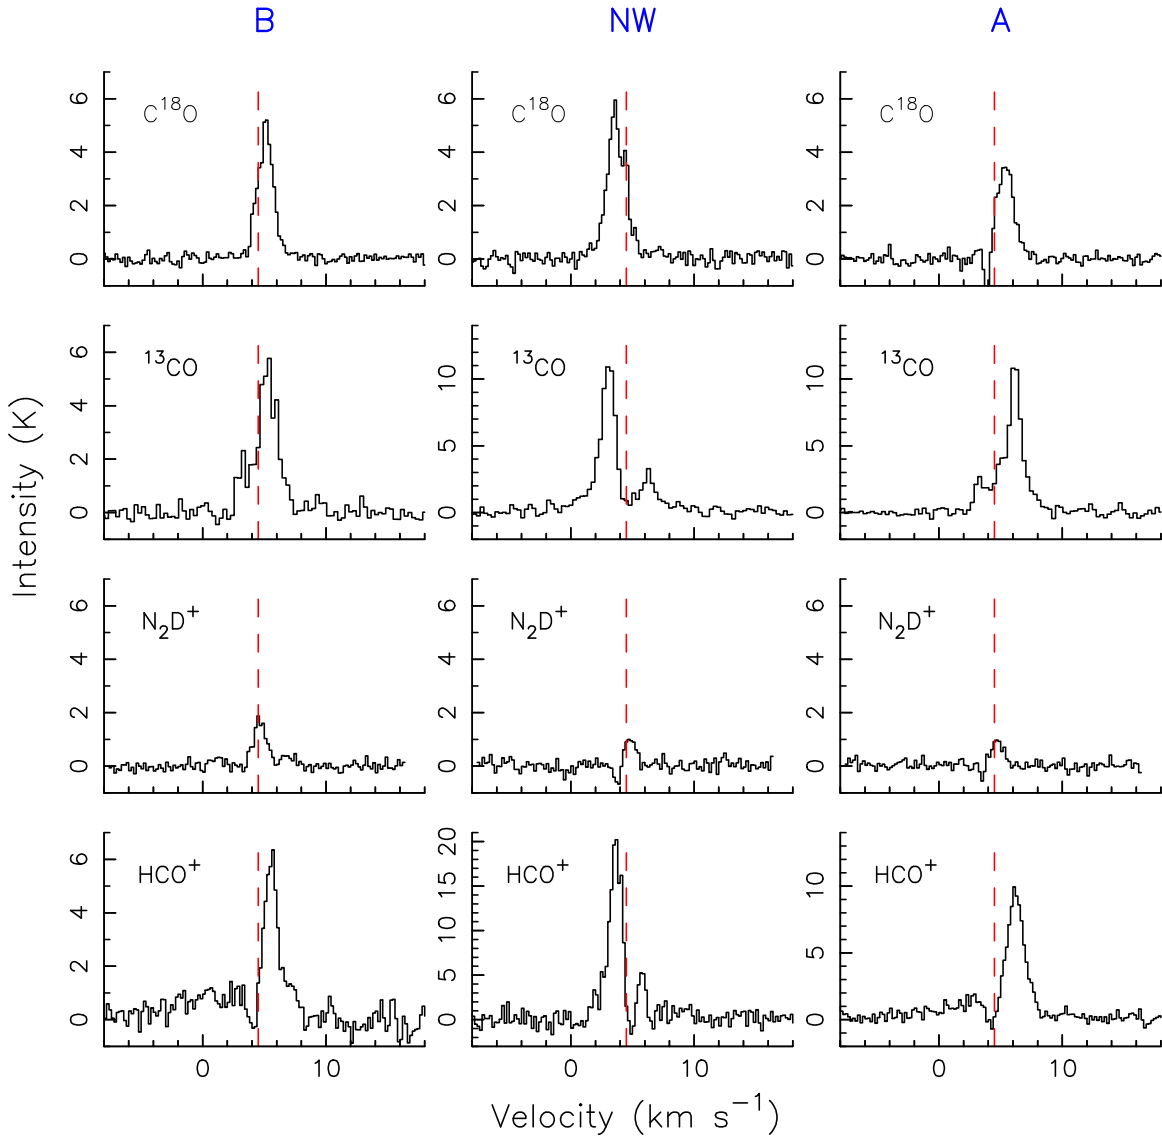 B NW A
6 4 2 0 C¹⁸O 6 4 2 0 C¹⁸O 6 4 2 0 C¹⁸O
6 4 2 0 ¹³CO 10 5 0 ¹³CO 10 5 0 ¹³CO
6 4 2 0 N₂D⁺ 6 4 2 0 N₂D⁺ 6 4 2 0 N₂D⁺
6 4 2 0 HCO⁺ 20 15 10 5 0 HCO⁺ 10 5 0 HCO⁺
0 10 0 10 0 10
Intensity (K)
Velocity (km s⁻¹)